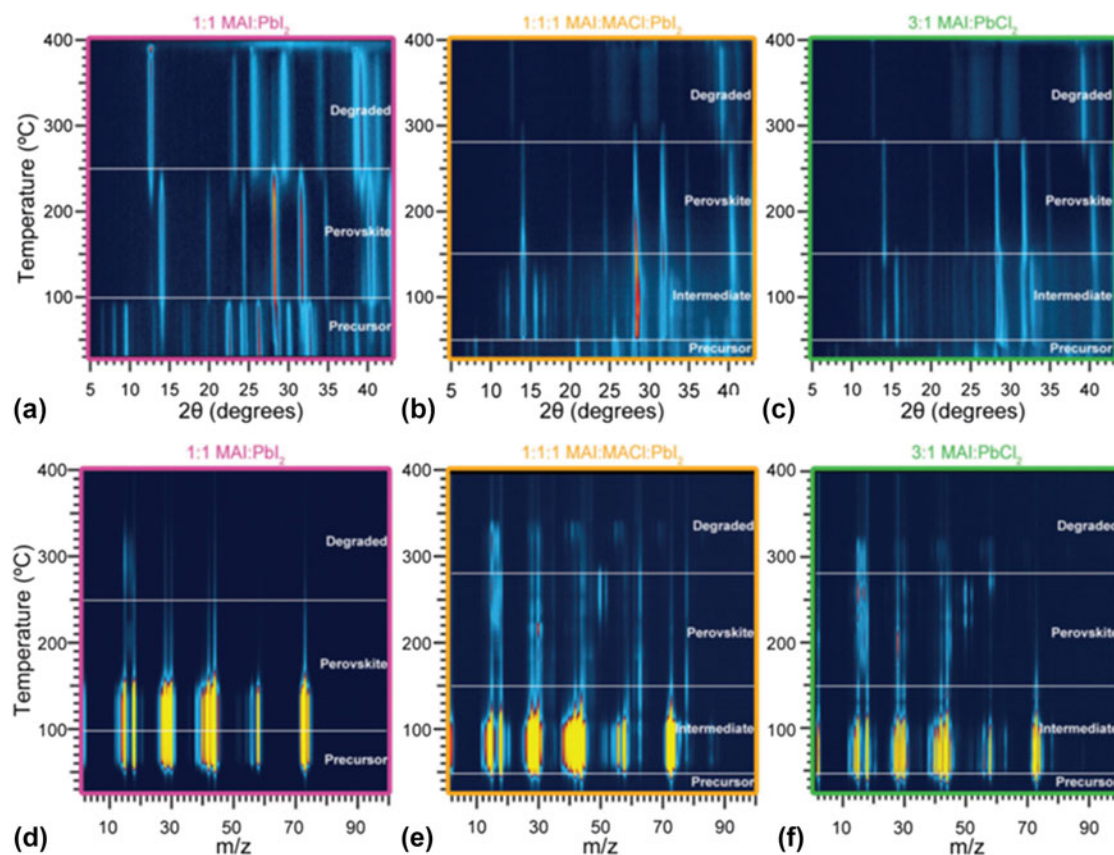 1:1 MAI:PbI₂
1:1:1 MAI:MACl:PbI₂
3:1 MAI:PbCl₂
Temperature (ºC)
400
300
200
100
Degraded
Perovskite
Precursor
5 10 15 20 25 30 35 40
2θ (degrees)
(a)
400
300
200
100
Degraded
Perovskite
Intermediate
Precursor
5 10 15 20 25 30 35 40
2θ (degrees)
(b)
400
300
200
100
Degraded
Perovskite
Intermediate
Precursor
5 10 15 20 25 30 35 40
2θ (degrees)
(c)
1:1 MAI:PbI₂
1:1:1 MAI:MACl:PbI₂
3:1 MAI:PbCl₂
Temperature (ºC)
400
300
200
100
Degraded
Perovskite
Precursor
10 30 50 70 90
m/z
(d)
400
300
200
100
Degraded
Perovskite
Intermediate
Precursor
10 30 50 70 90
m/z
(e)
400
300
200
100
Degraded
Perovskite
Intermediate
Precursor
10 30 50 70 90
m/z
(f)